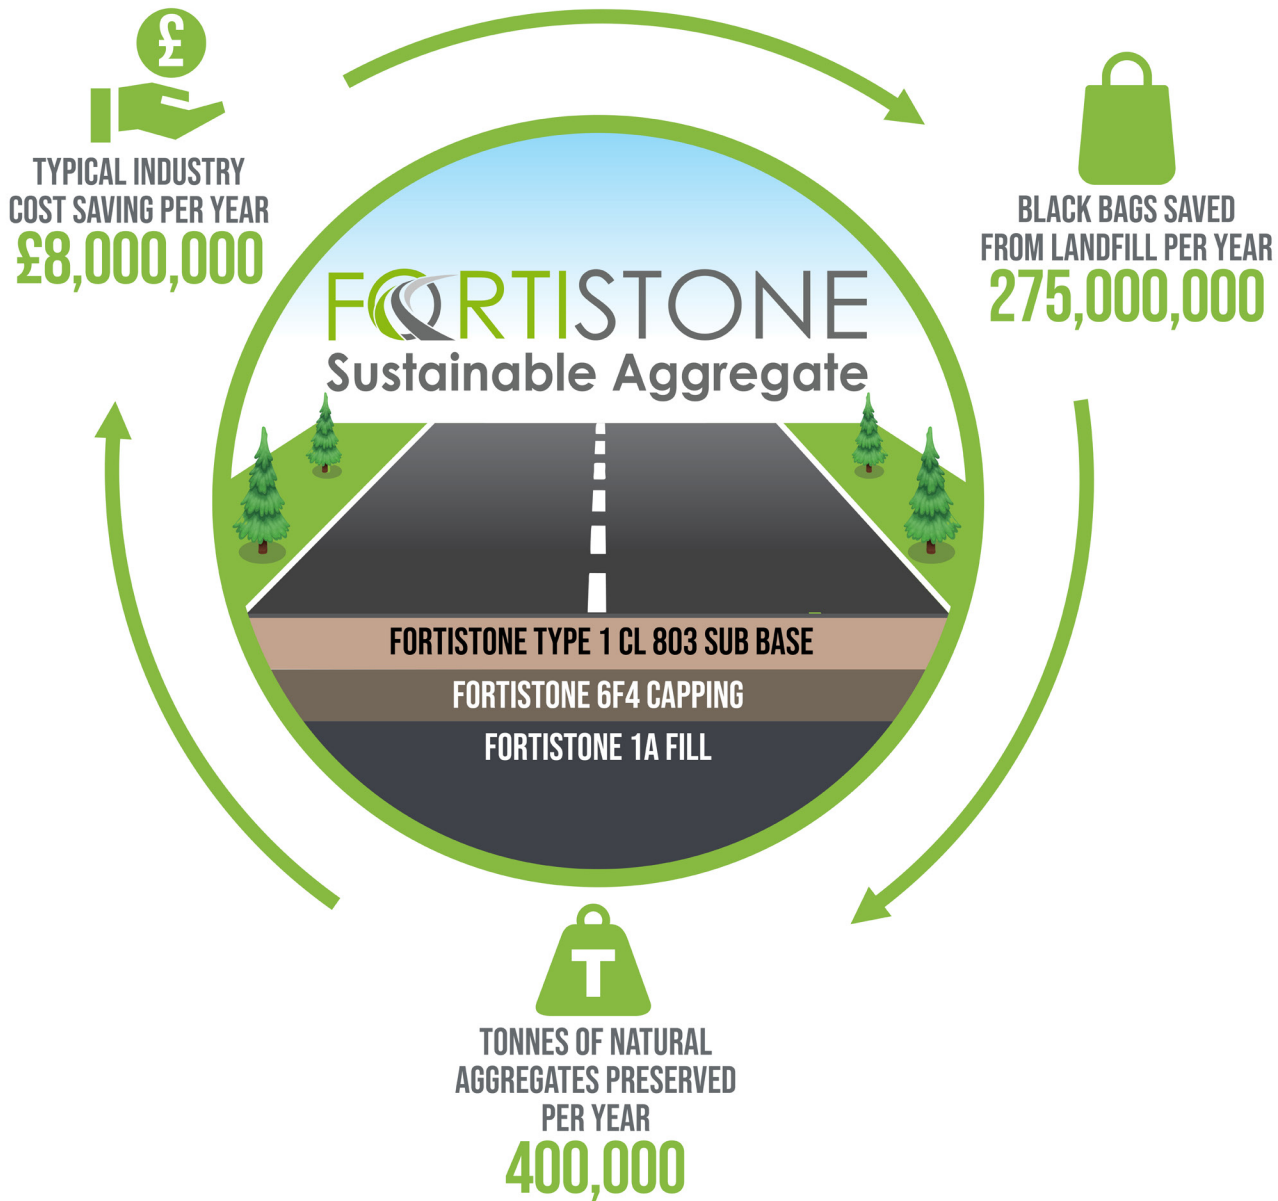 £
TYPICAL INDUSTRY
COST SAVING PER YEAR
£8,000,000
BLACK BAGS SAVED
FROM LANDFILL PER YEAR
275,000,000
FORTISTONE
Sustainable Aggregate
FORTISTONE TYPE 1 CL 803 SUB BASE
FORTISTONE 6F4 CAPPING
FORTISTONE 1A FILL
T
TONNES OF NATURAL
AGGREGATES PRESERVED
PER YEAR
400,000